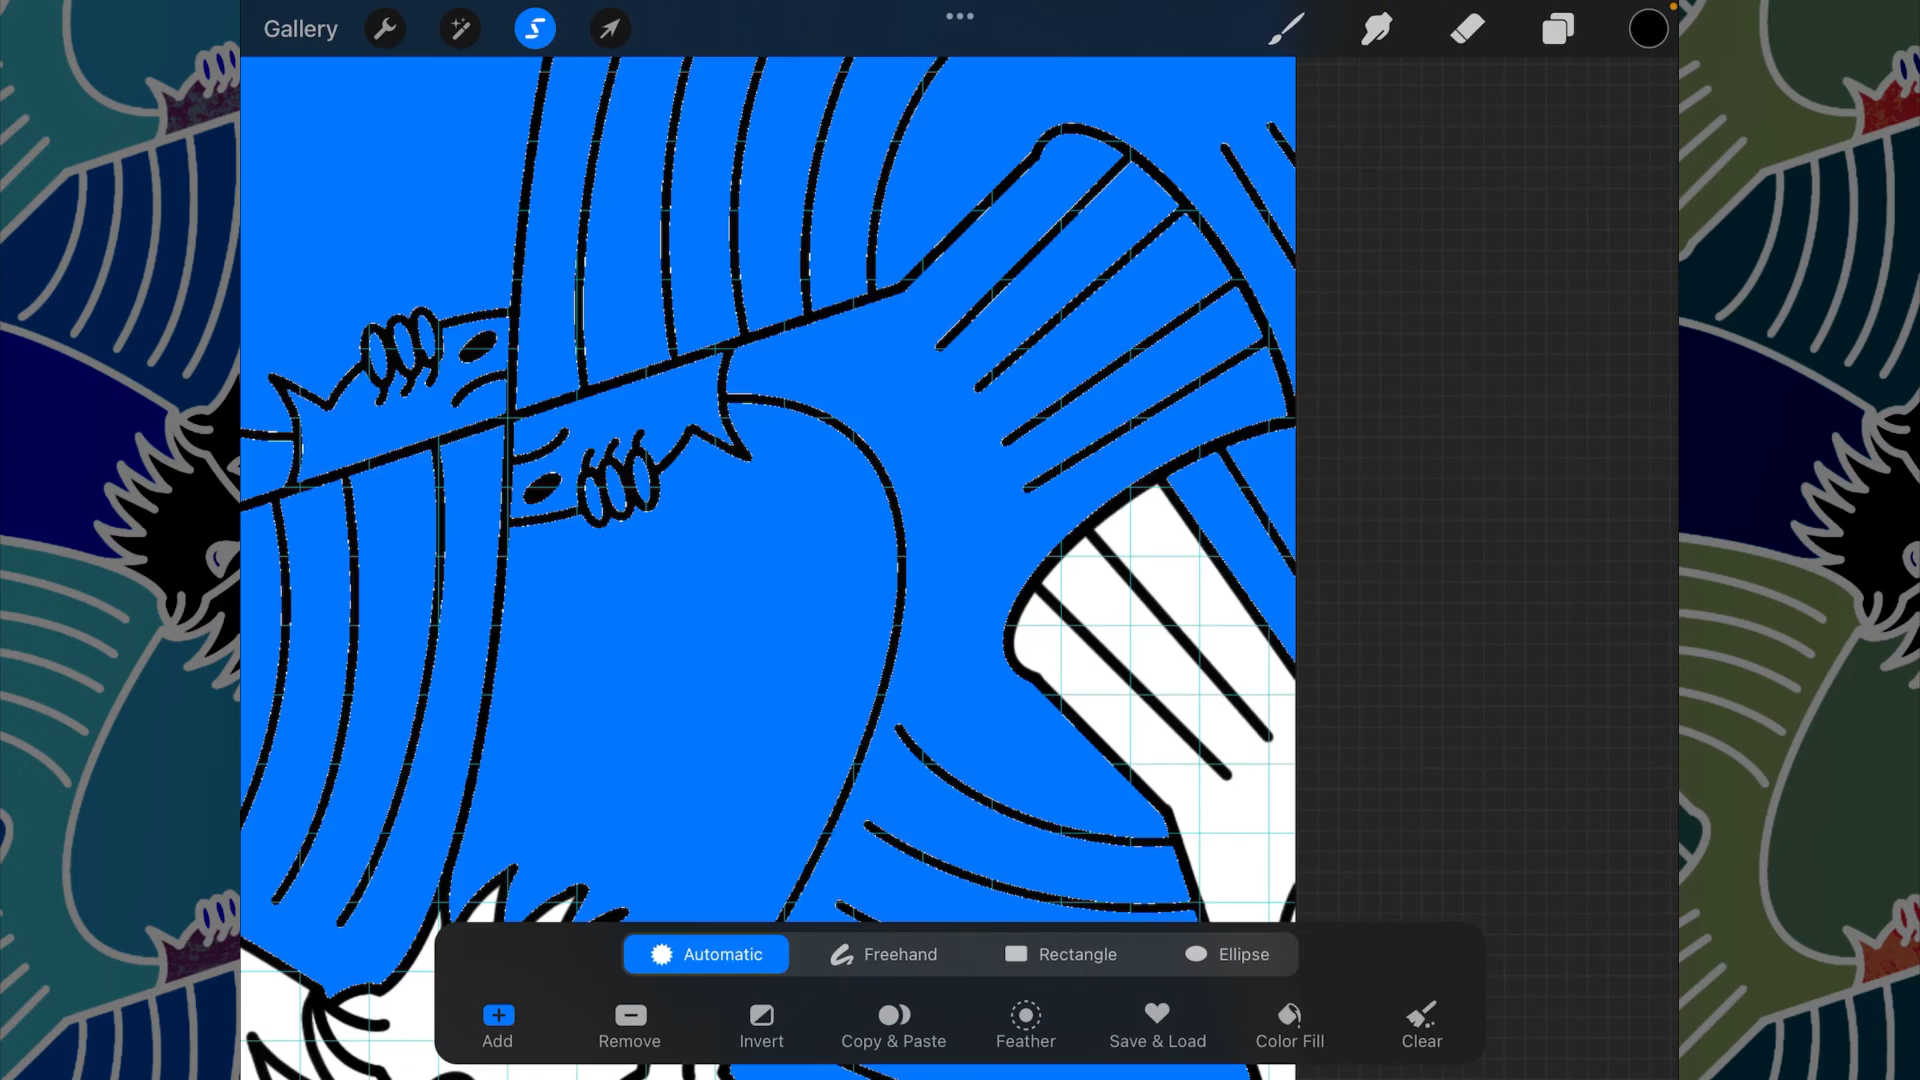 Gallery
Automatic Freehand Rectangle Ellipse
Add Remove Invert Copy & Paste Feather Save & Load Color Fill Clear